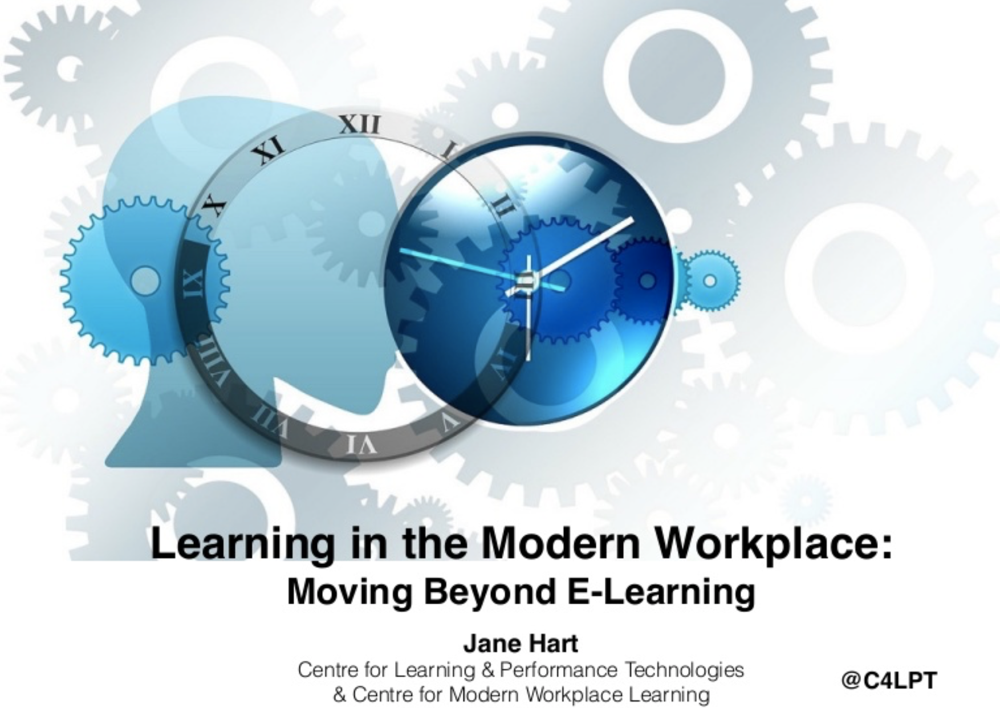 XII
XI
I
X
II
XI
III
VIII
IV
VII
V
VI
Learning in the Modern Workplace:
Moving Beyond E-Learning
Jane Hart
Centre for Learning & Performance Technologies
& Centre for Modern Workplace Learning
@C4LPT